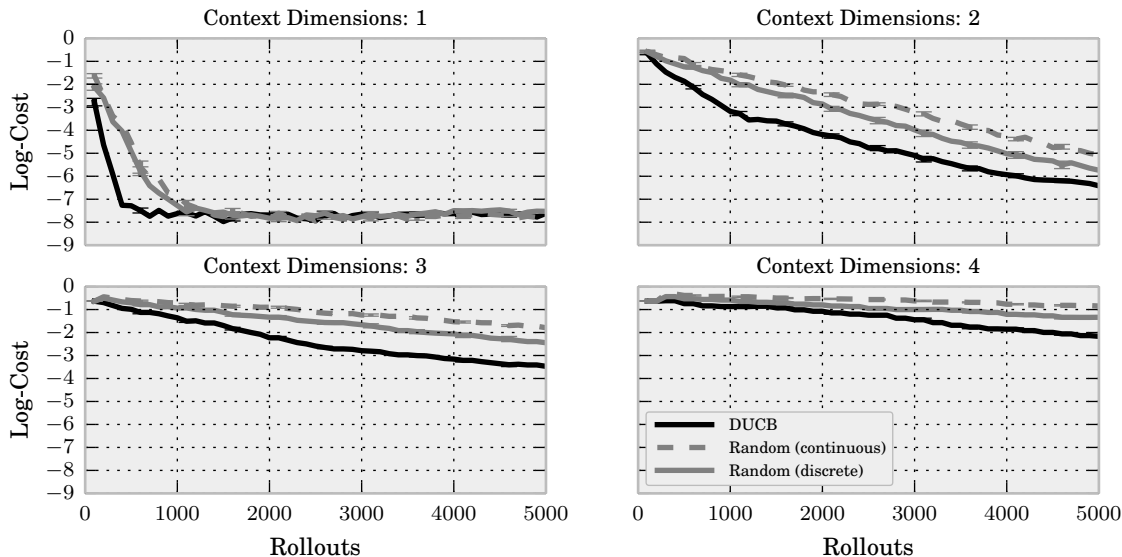 Context Dimensions: 1
Context Dimensions: 2
0
−1
−2
−3
−4
−5
−6
−7
−8
−9
Log-Cost
Context Dimensions: 3
Context Dimensions: 4
0
−1
−2
−3
−4
−5
−6
−7
−8
−9
Log-Cost
DUCB
Random (continuous)
Random (discrete)
0 1000 2000 3000 4000 5000
0 1000 2000 3000 4000 5000
Rollouts
Rollouts